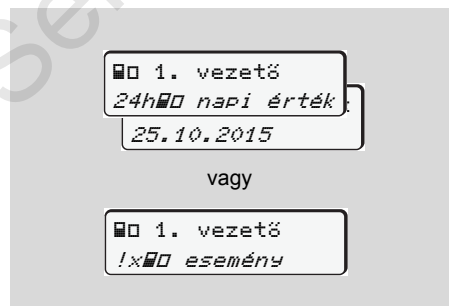 1. vezető
24h napi érték
25.10.2015
vagy
1. vezető
!x esemény